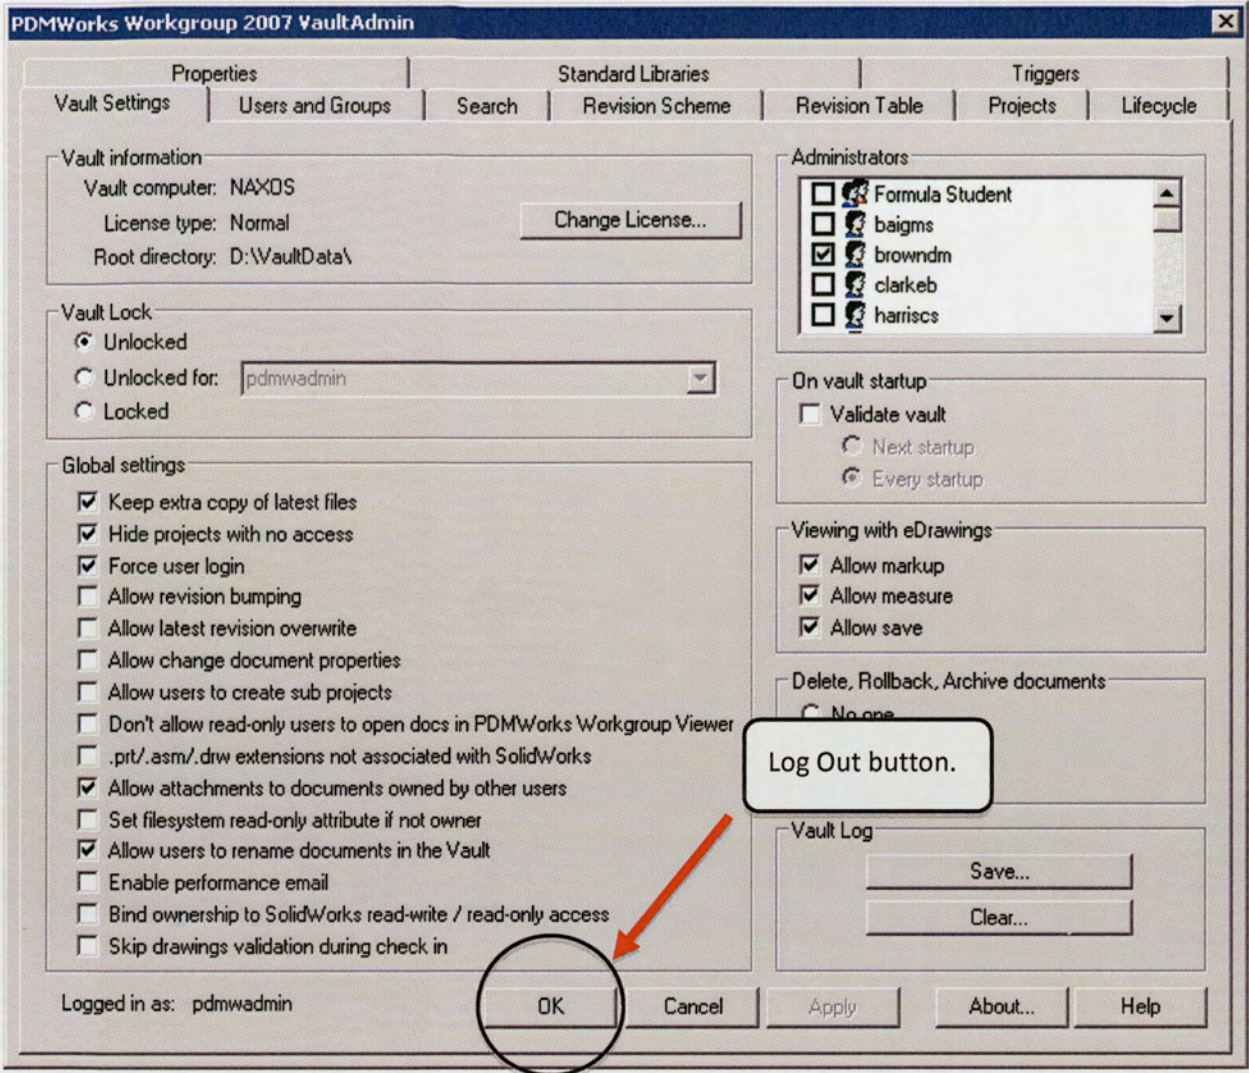 PDMWorks Workgroup 2007 VaultAdmin
Properties
Standard Libraries
Triggers
Vault Settings
Users and Groups
Search
Revision Scheme
Revision Table
Projects
Lifecycle
Vault information
Vault computer: NAXOS
License type: Normal
Root directory: D:\VaultData\
Change License...
Vault Lock
Unlocked
Unlocked for: pdmwadmin
Locked
Global settings
Keep extra copy of latest files
Hide projects with no access
Force user login
Allow revision bumping
Allow latest revision overwrite
Allow change document properties
Allow users to create sub projects
Don't allow read-only users to open docs in PDMWorks Workgroup Viewer
.prt/.asm/.drw extensions not associated with SolidWorks
Allow attachments to documents owned by other users
Set filesystem read-only attribute if not owner
Allow users to rename documents in the Vault
Enable performance email
Bind ownership to SolidWorks read-write / read-only access
Skip drawings validation during check in
Administrators
Formula Student
baigms
browndm
clarkeb
harriscs
On vault startup
Validate vault
Next startup
Every startup
Viewing with eDrawings
Allow markup
Allow measure
Allow save
Delete, Rollback, Archive documents
No one
Log Out button.
Vault Log
Save...
Clear...
Logged in as: pdmwadmin
OK
Cancel
Apply
About...
Help